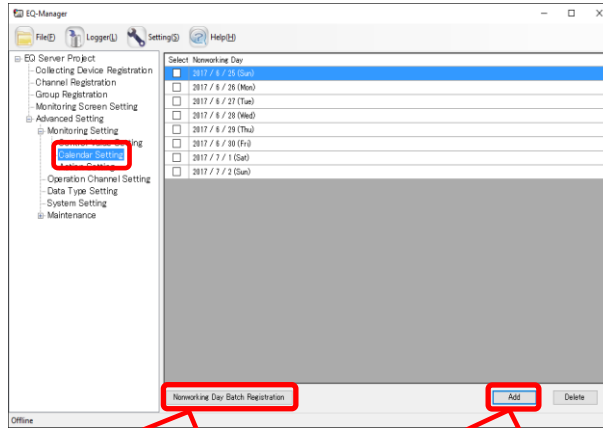 EQ-Manager
File(F) Logger(L) Setting(S) Help(H)
EQ Server Project
Collecting Device Registration
Channel Registration
Group Registration
Monitoring Screen Setting
Advanced Setting
Monitoring Setting
Calendar Setting
Operation Channel Setting
Data Type Setting
System Setting
Maintenance
Select Nonworking Day
2017 / 6 / 25 (Sun)
2017 / 6 / 26 (Mon)
2017 / 6 / 27 (Tue)
2017 / 6 / 28 (Wed)
2017 / 6 / 29 (Thu)
2017 / 6 / 30 (Fri)
2017 / 7 / 1 (Sat)
2017 / 7 / 2 (Sun)
Nonworking Day Batch Registration
Add
Delete
Offline